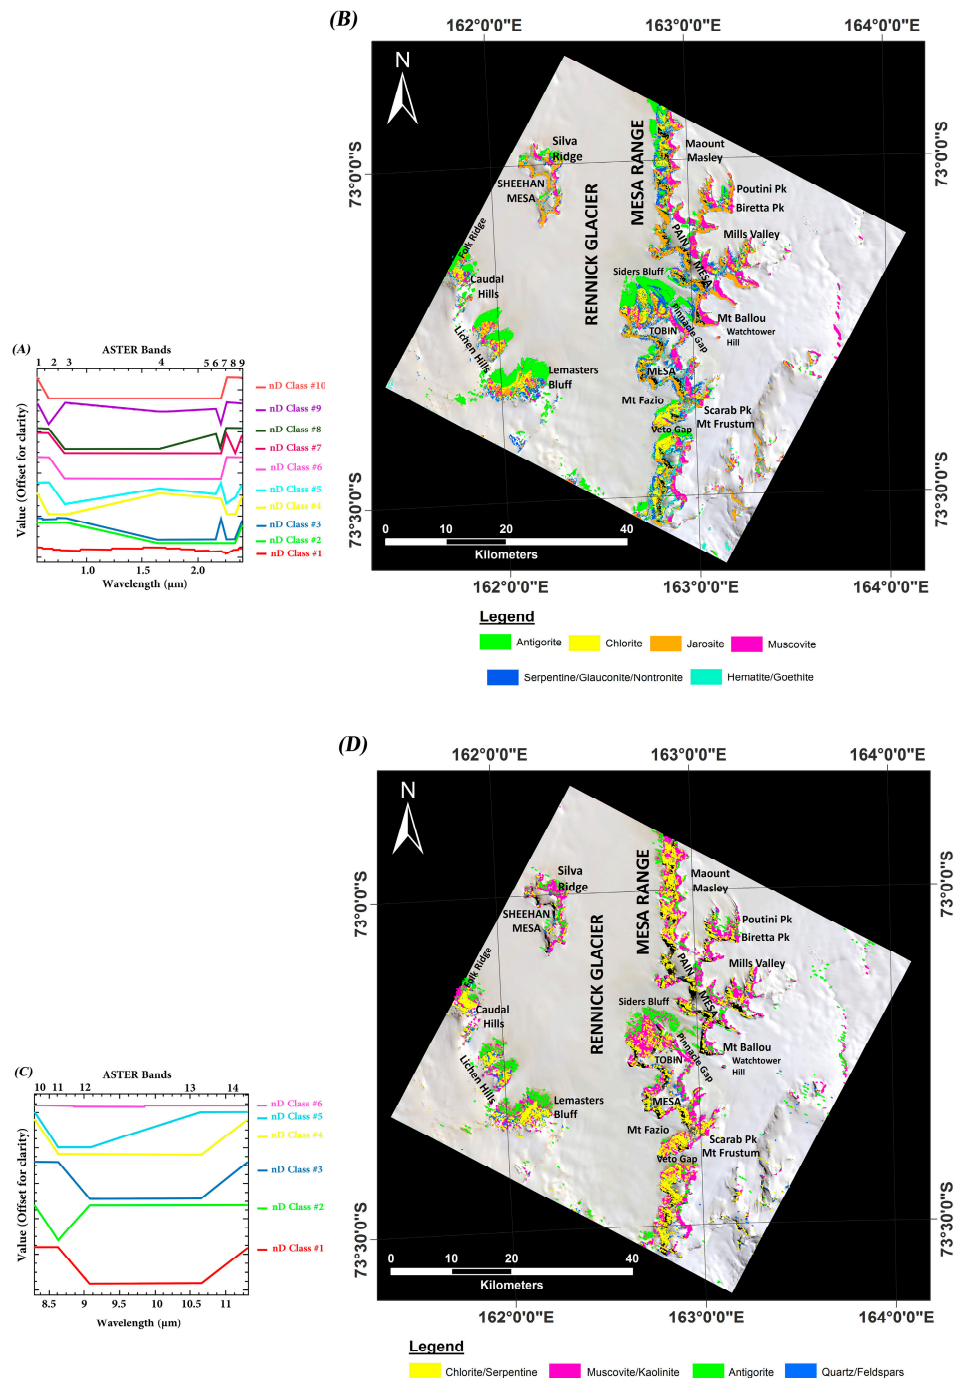 (B)
162°0'0"E 163°0'0"E 164°0'0"E
N
MESA RANGE
Silva
Ridge
Maount
Masley
73°0'0"S
73°0'0"S
SHEEHAN
MESA
Poutini Pk
Biretta Pk
RENNICK GLACIER
PAIN
MESA
Mills Valley
Folk Ridge
Siders Bluff
Caudal
Hills
Pinnacle Gap
Mt Ballou
Watchtower
Hill
TOBIN
Lichen Hills
MESA
Lemasters
Bluff
Mt Fazio
Scarab Pk
Mt Frustum
Veto Gap
73°30'0"S
73°30'0"S
0 10 20 40
Kilometers
162°0'0"E 163°0'0"E 164°0'0"E
Legend
Antigorite Chlorite Jarosite Muscovite
Serpentine/Glauconite/Nontronite Hematite/Goethite
(A)
ASTER Bands
1 2 3 4 5 6 7 8 9
Value (Offset for clarity)
nD Class #10
nD Class #9
nD Class #8
nD Class #7
nD Class #6
nD Class #5
nD Class #4
nD Class #3
nD Class #2
nD Class #1
1.0 2.0
Wavelength (µm)
(D)
162°0'0"E 163°0'0"E 164°0'0"E
N
MESA RANGE
Silva
Ridge
Maount
Masley
73°0'0"S
73°0'0"S
SHEEHAN
MESA
Poutini Pk
Biretta Pk
RENNICK GLACIER
PAIN
MESA
Mills Valley
Folk Ridge
Siders Bluff
Caudal
Hills
Pinnacle Gap
Mt Ballou
Watchtower
Hill
TOBIN
Lichen Hills
MESA
Lemasters
Bluff
Mt Fazio
Scarab Pk
Mt Frustum
Veto Gap
73°30'0"S
73°30'0"S
0 10 20 40
Kilometers
162°0'0"E 163°0'0"E 164°0'0"E
Legend
Chlorite/Serpentine Muscovite/Kaolinite Antigorite Quartz/Feldspars
(C)
ASTER Bands
10 11 12 13 14
Value (Offset for clarity)
nD Class #6
nD Class #5
nD Class #4
nD Class #3
nD Class #2
nD Class #1
8.5 9 9.5 10 10.5 11
Wavelength (µm)